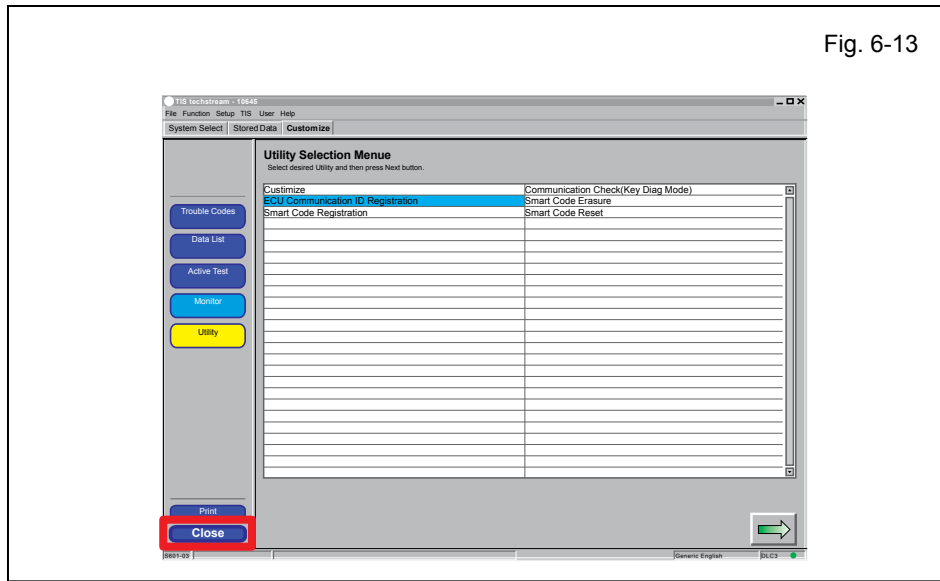 Fig. 6-13
TIS techstream - 10645
File Function Setup TIS User Help
System Select Stored Data Customize
Utility Selection Menue
Select desired Utility and then press Next button.
Custimize Communication Check(Key Diag Mode)
ECU Communication ID Registration Smart Code Erasure
Smart Code Registration Smart Code Reset
Trouble Codes
Data List
Active Test
Monitor
Utility
Print
Close
S601-03 Generic English DLC3